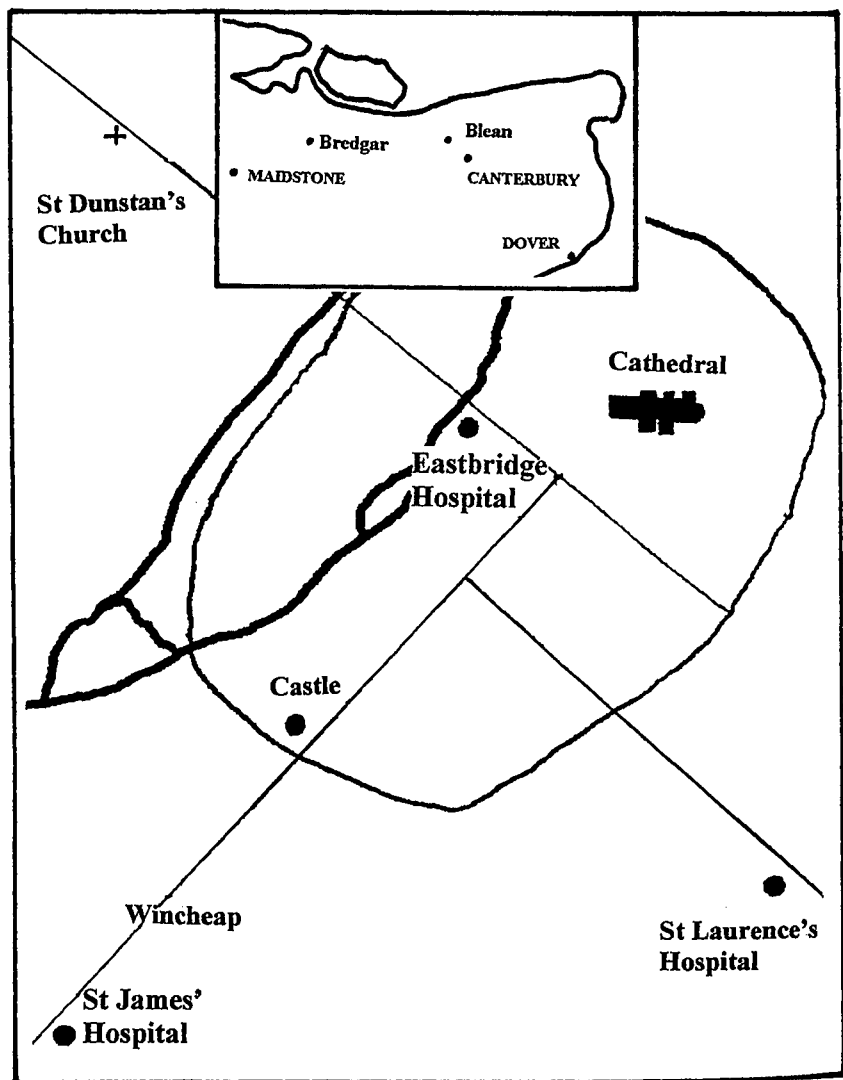 Bredgar
Blean
MAIDSTONE
CANTERBURY
DOVER
St Dunstan's
Church
Cathedral
Eastbridge
Hospital
Castle
Wincheap
St Laurence's
Hospital
St James'
Hospital